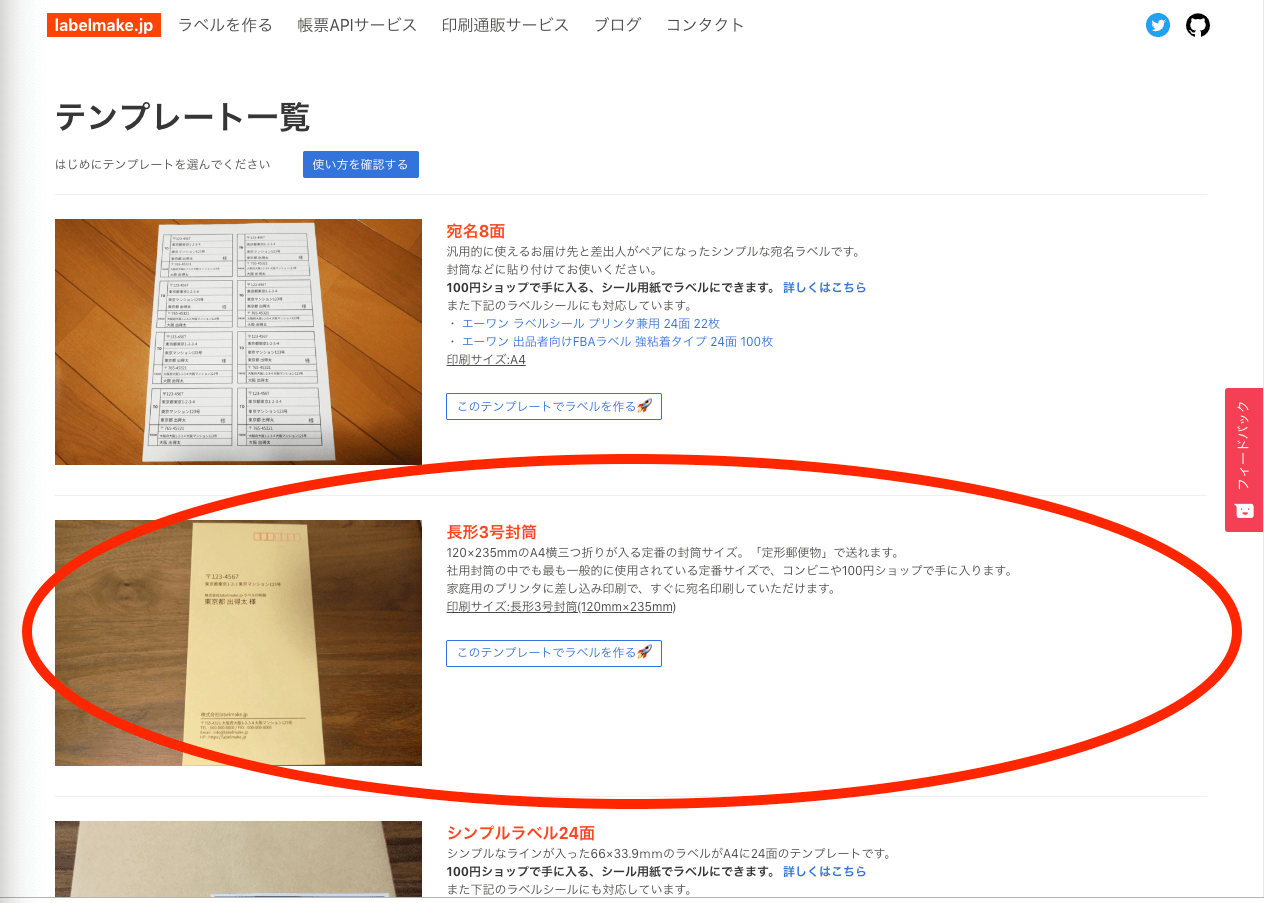 labelmake.jp ラベルを作る 帳票APIサービス 印刷通販サービス ブログ コンタクト
テンプレート一覧
はじめにテンプレートを選んでください 使い方を確認する
宛名8面
汎用的に使えるお届け先と差出人がペアになったシンプルな宛名ラベルです。
封筒などに貼り付けてお使いください。
100円ショップで手に入る、シール用紙でラベルにできます。 詳しくはこちら
また下記のラベルシールにも対応しています。
・ エーワン ラベルシール プリンタ兼用 24面 22枚
・ エーワン 出品者向けFBAラベル 強粘着タイプ 24面 100枚
印刷サイズ:A4
このテンプレートでラベルを作る🚀
フィードバック
長形3号封筒
120×235mmのA4横三つ折りが入る定番の封筒サイズ。「定形郵便物」で送れます。
社用封筒の中でも最も一般的に使用されている定番サイズで、コンビニや100円ショップで手に入ります。
家庭用のプリンタに差し込み印刷で、すぐに宛名印刷していただけます。
印刷サイズ:長形3号封筒(120mm×235mm)
このテンプレートでラベルを作る🚀
〒123-4567
東京都 出得太 様
株式会社labelmake.jp
シンプルラベル24面
シンプルなラインが入った66×33.9mmのラベルがA4に24面のテンプレートです。
100円ショップで手に入る、シール用紙でラベルにできます。 詳しくはこちら
また下記のラベルシールにも対応しています。